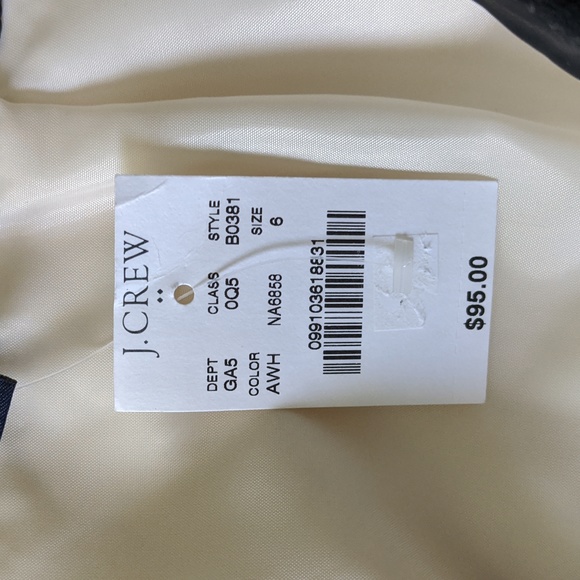 J.CREW
DEPT CLASS STYLE
GA5 0Q5 B0381
COLOR SIZE
AWH NA6858 6
099103618831
$95.00